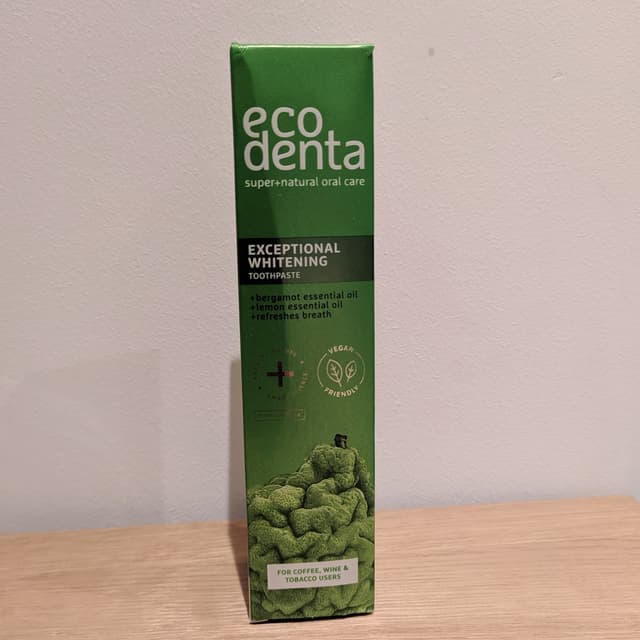 eco
denta
super+natural oral care
EXCEPTIONAL
WHITENING
TOOTHPASTE
+bergamot essential oil
+lemon essential oil
+refreshes breath
VEGAN
FRIENDLY
FOR COFFEE, WINE &
TOBACCO USERS